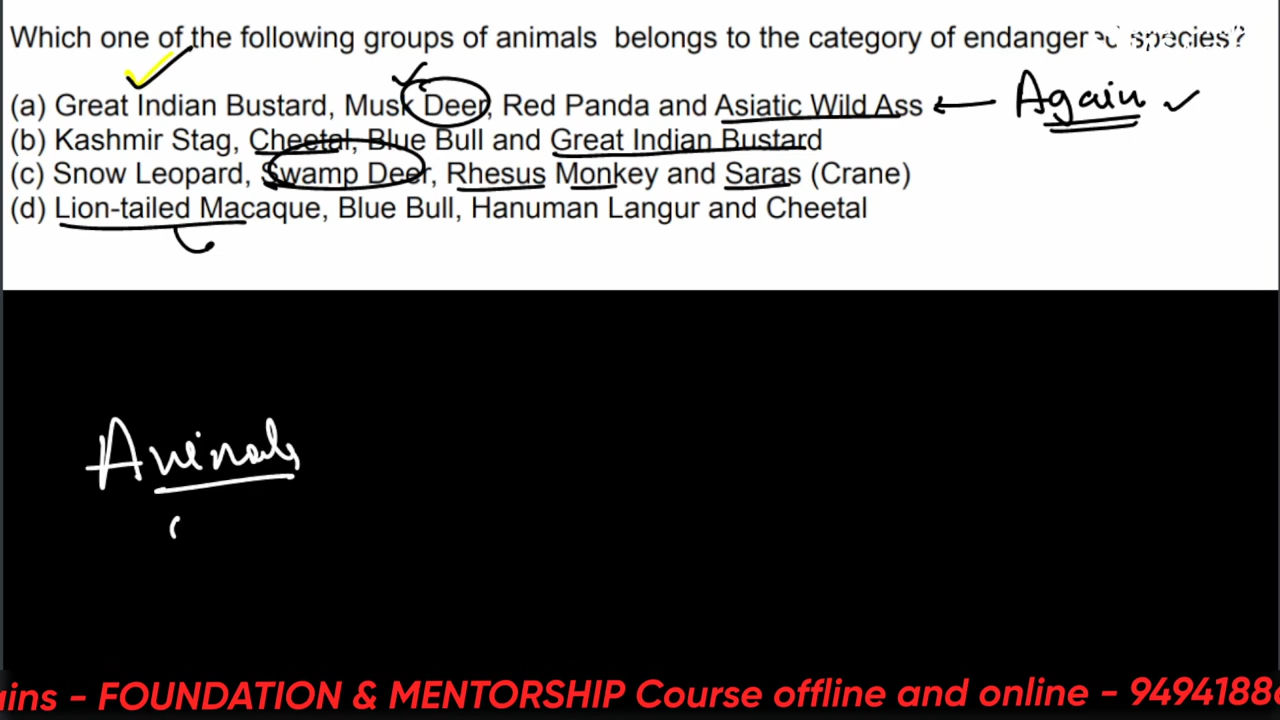 Which one of the following groups of animals belongs to the category of endangered species?
(a) Great Indian Bustard, Musk Deer, Red Panda and Asiatic Wild Ass Again
(b) Kashmir Stag, Cheetal, Blue Bull and Great Indian Bustard
(c) Snow Leopard, Swamp Deer, Rhesus Monkey and Saras (Crane)
(d) Lion-tailed Macaque, Blue Bull, Hanuman Langur and Cheetal
Animals
ains - FOUNDATION & MENTORSHIP Course offline and online - 9494188